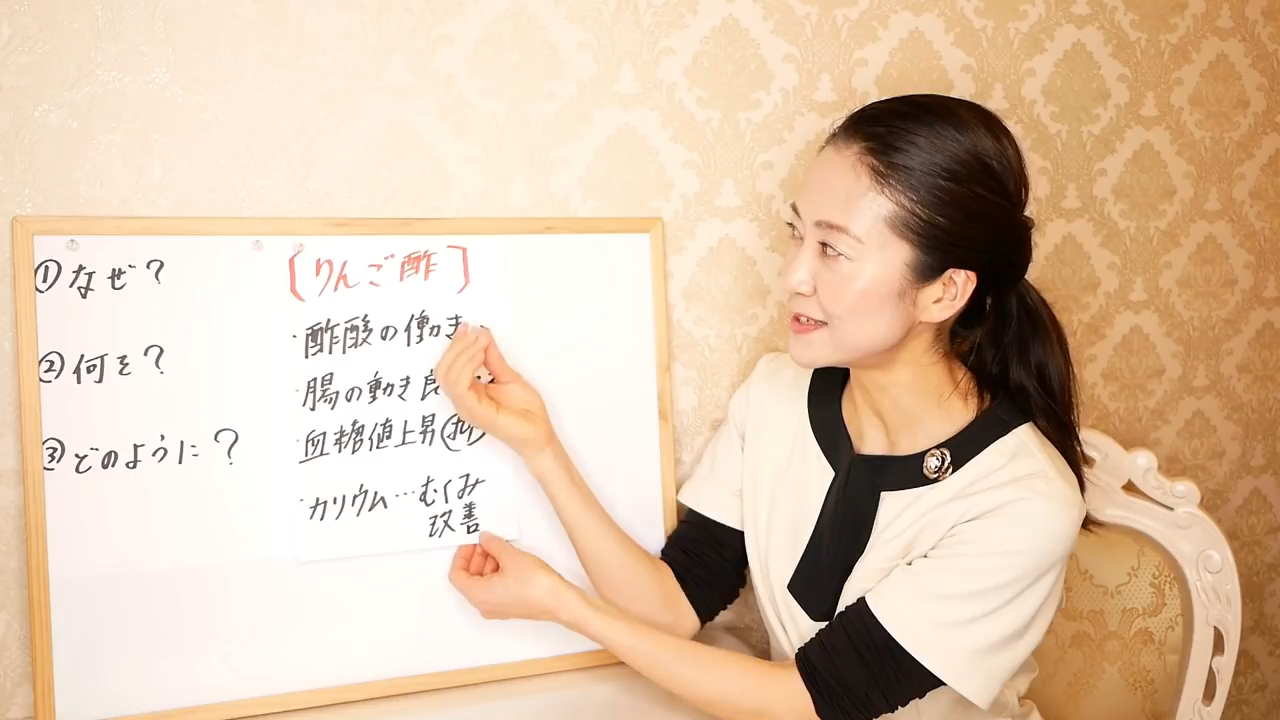 ①なぜ？
②何を？
③どのように？
【りんご酢】
・酢酸の働き
・腸の動き良
・血糖値上昇抑
・カリウム…むくみ
改善